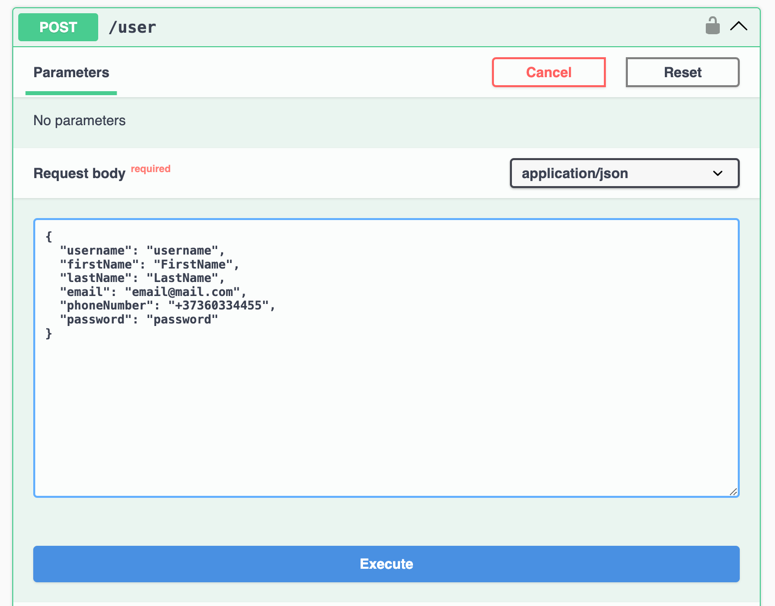 POST /user
Parameters Cancel Reset
No parameters
Request body required application/json
{
  "username": "username",
  "firstName": "FirstName",
  "lastName": "LastName",
  "email": "email@mail.com",
  "phoneNumber": "+37360334455",
  "password": "password"
}
Execute